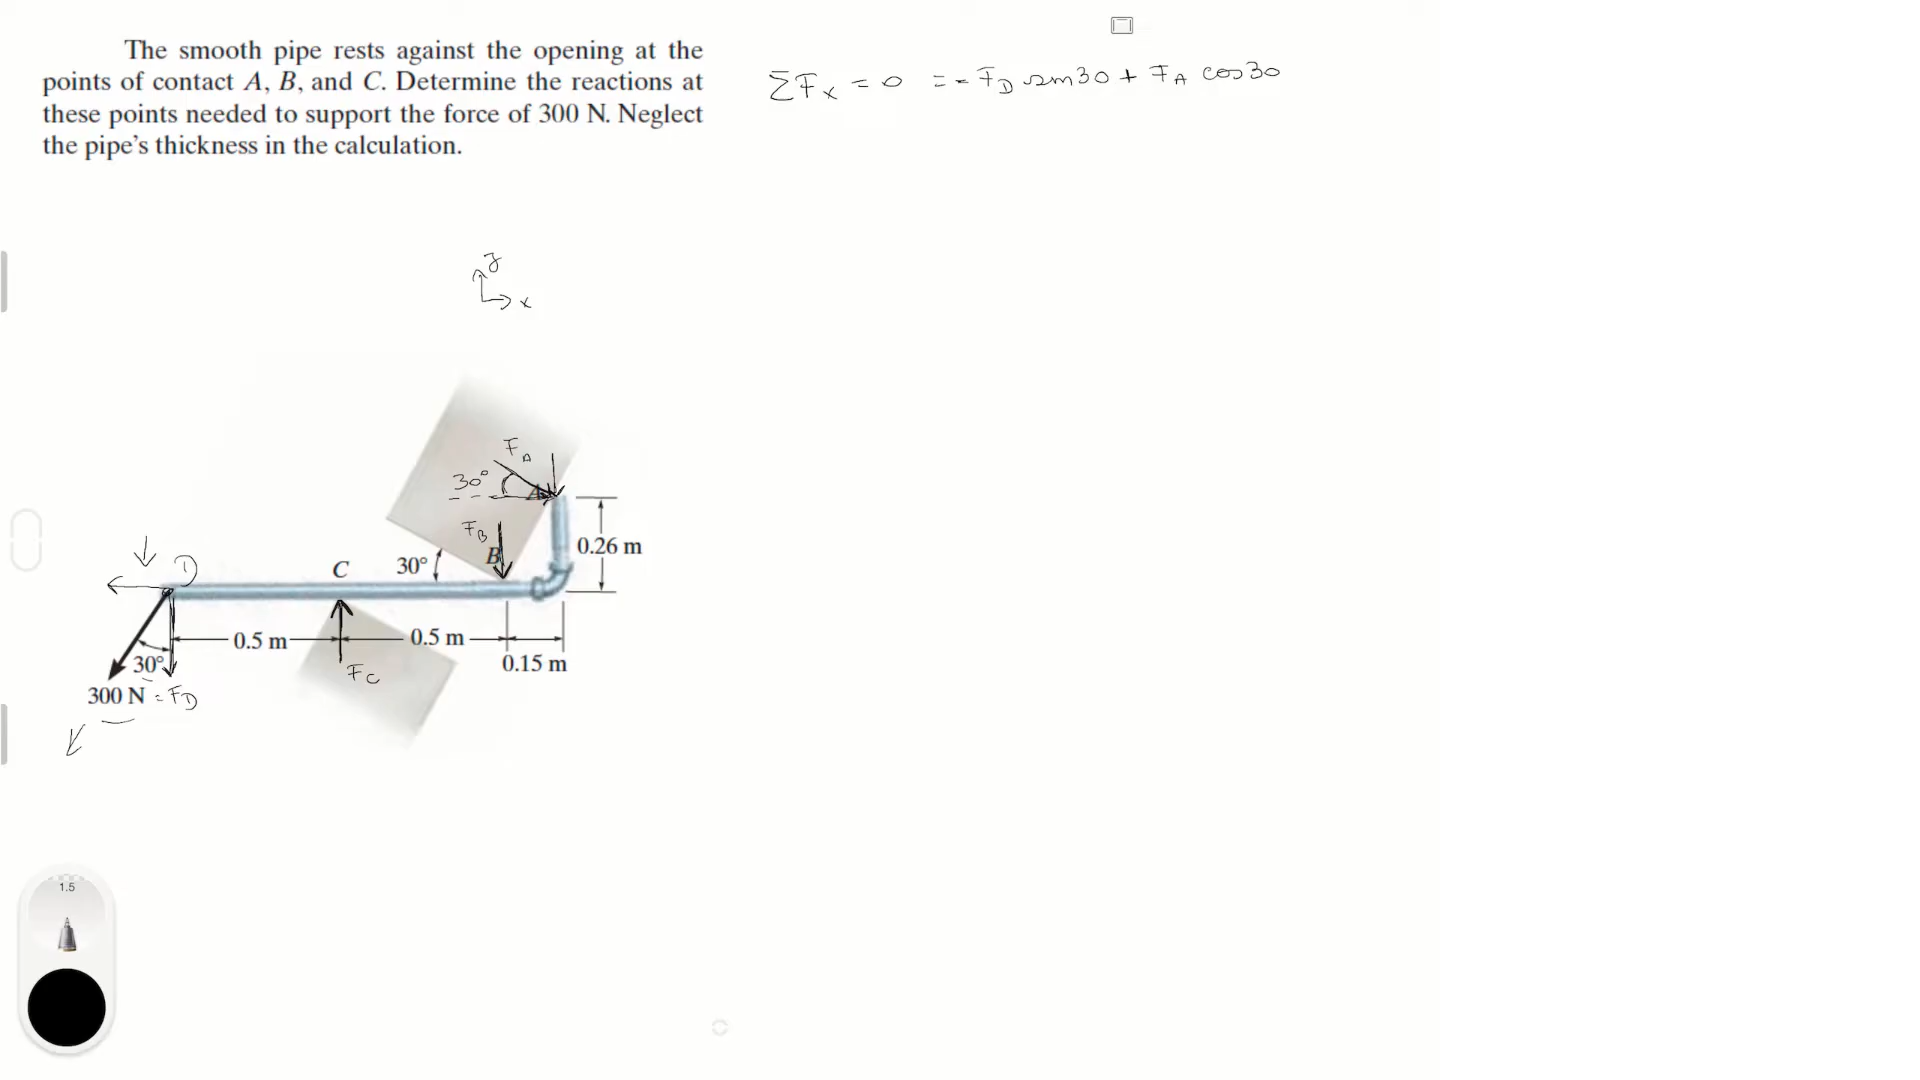 The smooth pipe rests against the opening at the
points of contact A, B, and C. Determine the reactions at
these points needed to support the force of 300 N. Neglect
the pipe's thickness in the calculation.
ΣFx = 0 = - FD sin30 + FA cos30
y
x
FA
30°
A
FB
B
0.26 m
D
C
30°
0.5 m
0.5 m
0.15 m
30°
FC
300 N = FD
1.5